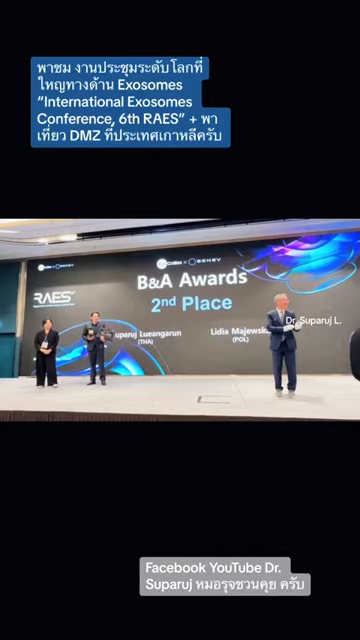 พาชม งานประชุมระดับโลกที่
ใหญทางด้าน Exosomes
“International Exosomes
Conference, 6th RAES” + พา
เที่ยว DMZ ที่ประเทศเกาหลีครับ
B&A Awards
2nd Place
RAES
Suparuj Lueangarun
(THA)
Lidia Majewsk
(POL)
Dr. Suparuj L.
Facebook YouTube Dr.
Suparuj หมอรุจชวนคุย ครับ